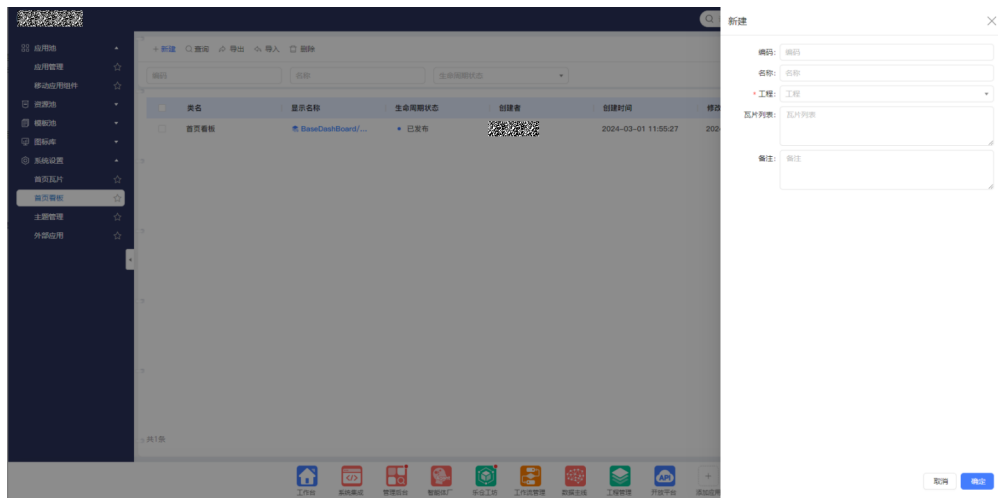 新建
应用池
+ 新建 查询 导出 导入 删除
编码: 编码
应用管理
名称: 名称
移动应用组件
编码 名称 生命周期状态
* 工程: 工程
资源池
类名 显示名称 生命周期状态 创建者 创建时间 修改
瓦片列表: 瓦片列表
模板池
首页看板 BaseDashBoard/... 已发布 2024-03-01 11:55:27 202
图标库
系统设置
备注: 备注
首页瓦片
首页看板
主题管理
外部应用
共1条
取消 确定
工作台 系统集成 管理后台 智能体厂 乐仓工坊 工作流管理 数据主线 工程管理 开放平台 添加应用
API